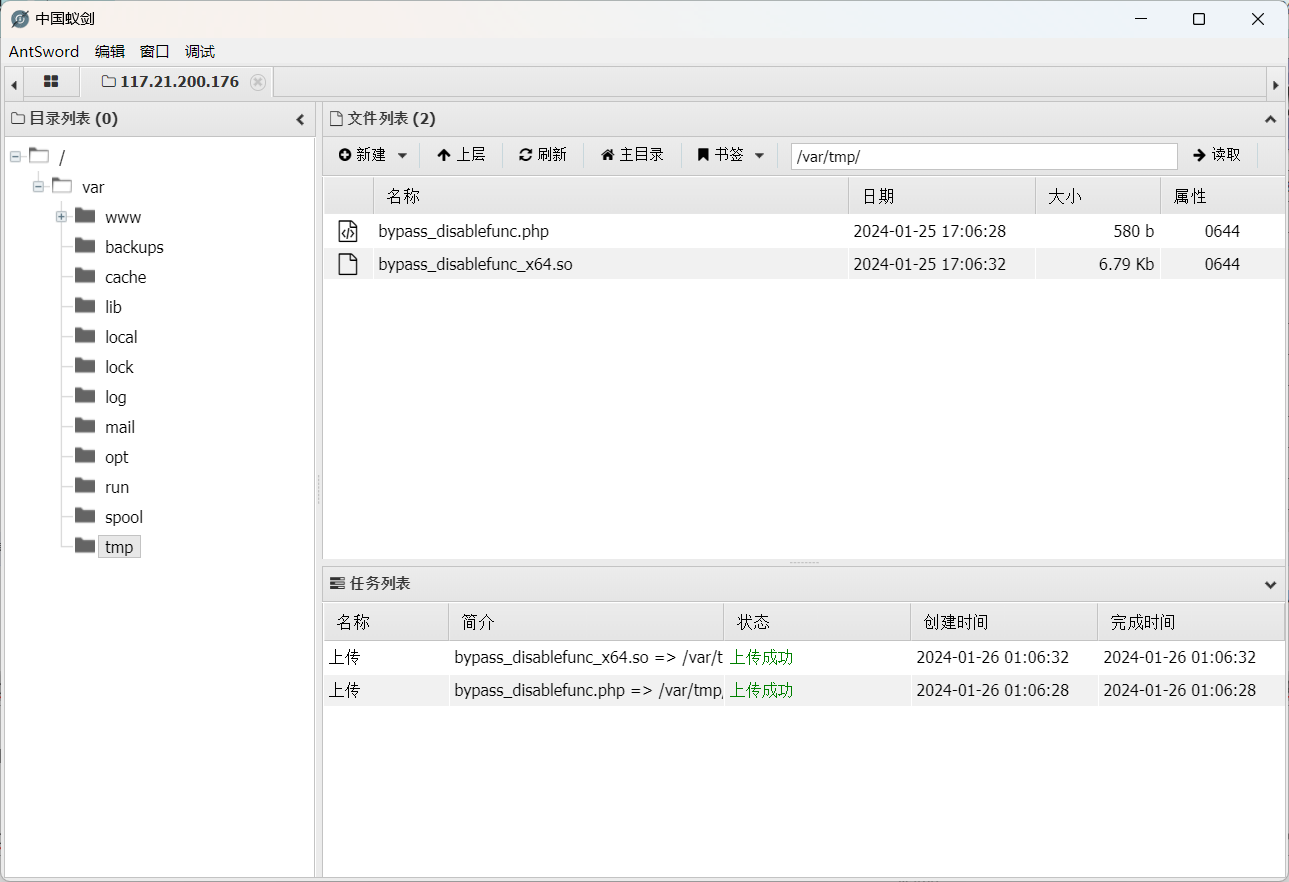 中国蚁剑
AntSword 编辑 窗口 调试
117.21.200.176
目录列表 (0)
/
var
www
backups
cache
lib
local
lock
log
mail
opt
run
spool
tmp
文件列表 (2)
新建 上层 刷新 主目录 书签 /var/tmp/ 读取
名称 日期 大小 属性
bypass_disablefunc.php 2024-01-25 17:06:28 580 b 0644
bypass_disablefunc_x64.so 2024-01-25 17:06:32 6.79 Kb 0644
任务列表
名称 简介 状态 创建时间 完成时间
上传 bypass_disablefunc_x64.so => /var/t 上传成功 2024-01-26 01:06:32 2024-01-26 01:06:32
上传 bypass_disablefunc.php => /var/tmp, 上传成功 2024-01-26 01:06:28 2024-01-26 01:06:28